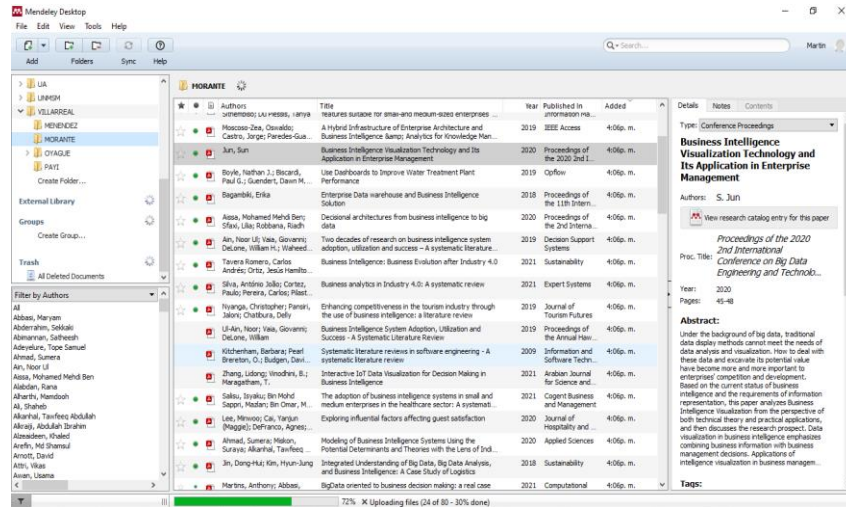 Mendeley Desktop
File Edit View Tools Help
Add Folders Sync Help
Search...
Martin
UA
UNMSM
VILLARREAL
MENENDEZ
MORANTE
OYAGUE
PAYI
Create Folder...
External Library
Groups
Create Group...
Trash
All Deleted Documents
Filter by Authors
All
Abbasi, Maryam
Abderrahim, Sekkaki
Abmannan, Satheesh
Adeyelure, Tope Samuel
Ahmad, Sumera
Ain, Noor Ul
Aissa, Mohamed Mehdi Ben
Alabdan, Rana
Alharthi, Mamdooh
Ali, Shaheb
Alkanhal, Tawfeeq Abdullah
Alkraiji, Abdullah Ibrahim
Alzeaideen, Khaled
Arefin, Md Shamsul
Arnott, David
Attri, Vikas
Awan, Usama
MORANTE
Authors Title Year Published In Added
Sithembiso; Du Plessis, Tanya features suitable for small-and medium-sized enterprises ... Information Ma...
Moscoso-Zea, Oswaldo; A Hybrid Infrastructure of Enterprise Architecture and 2019 IEEE Access 4:06p. m.
Castro, Jorge; Paredes-Gua... Business Intelligence &amp; Analytics for Knowledge Man...
Jun, Sun Business Intelligence Visualization Technology and Its 2020 Proceedings of 4:06p. m.
Application in Enterprise Management the 2020 2nd I...
Boyle, Nathan J.; Biscardi, Use Dashboards to Improve Water Treatment Plant 2019 Opflow 4:06p. m.
Paul G.; Guendert, Dawn M. ... Performance
Bagambiki, Erika Enterprise Data warehouse and Business Intelligence 2018 Proceedings of 4:06p. m.
Solution the 11th Intern...
Aissa, Mohamed Mehdi Ben; Decisional architectures from business intelligence to big 2020 Proceedings of 4:06p. m.
Sfaxi, Lilia; Robbana, Riadh data the 2nd Interna...
Ain, Noor Ul; Vaia, Giovanni; Two decades of research on business intelligence system 2019 Decision Support 4:06p. m.
DeLone, William H.; Waheed... adoption, utilization and success – A systematic literature... Systems
Tavera Romero, Carlos Business Intelligence: Business Evolution after Industry 4.0 2021 Sustainability 4:06p. m.
Andrés; Ortiz, Jesús Hamilto...
Silva, António João; Cortez, Business analytics in Industry 4.0: A systematic review 2021 Expert Systems 4:06p. m.
Paulo; Pereira, Carlos; Pilast...
Nyanga, Christopher; Pansiri, Enhancing competitiveness in the tourism industry through 2019 Journal of 4:06p. m.
Jaloni; Chatibura, Delly the use of business intelligence: a literature review Tourism Futures
Ul-Ain, Noor; Vaia, Giovanni; Business Intelligence System Adoption, Utilization and 2019 Proceedings of 4:06p. m.
DeLone, William Success - A Systematic Literature Review the Annual Haw...
Kitchenham, Barbara; Pearl Systematic literature reviews in software engineering - A 2009 Information and 4:06p. m.
Brereton, O.; Budgen, Davi... systematic literature review Software Techn...
Zhang, Lidong; Vinodhini, B.; Interactive IoT Data Visualization for Decision Making in 2021 Arabian Journal 4:06p. m.
Maragatham, T. Business Intelligence for Science and...
Salisu, Isyaku; Bin Mohd The adoption of business intelligence systems in small and 2021 Cogent Business 4:06p. m.
Sappri, Mazlan; Bin Omar, M... medium enterprises in the healthcare sector: A systemati... and Management
Lee, Minwoo; Cai, Yanjun Exploring influential factors affecting guest satisfaction 2020 Journal of 4:06p. m.
(Maggie); DeFranco, Agnes;... Hospitality and ...
Ahmad, Sumera; Miskon, Modeling of Business Intelligence Systems Using the 2020 Applied Sciences 4:06p. m.
Suraya; Alkanhal, Tawfeeq ... Potential Determinants and Theories with the Lens of Indi...
Jin, Dong-Hui; Kim, Hyun-Jung Integrated Understanding of Big Data, Big Data Analysis, 2018 Sustainability 4:06p. m.
and Business Intelligence: A Case Study of Logistics
Martins, Anthony; Abbasi, BigData oriented to business decision making: a real case 2021 Computational 4:06p. m.
Details Notes Contents
Type: Conference Proceedings
Business Intelligence
Visualization Technology and
Its Application in Enterprise
Management
Authors: S. Jun
View research catalog entry for this paper
Proc. Title: Proceedings of the 2020
2nd International
Conference on Big Data
Engineering and Technolo...
Year: 2020
Pages: 45-48
Abstract:
Under the background of big data, traditional
data display methods cannot meet the needs of
data analysis and visualization. How to deal with
these data and excavate its potential value
have become more and more important to
enterprises' competition and development.
Based on the current status of business
intelligence and the requirements of information
representation, this paper analyzes Business
Intelligence Visualization from the perspective of
both technical theory and practical applications,
and then discusses the research prospect. Data
visualization in business intelligence emphasizes
combining business information with business
management decisions. Applications of
intelligence visualization in business managem...
Tags:
72% Uploading files (24 of 80 - 30% done)